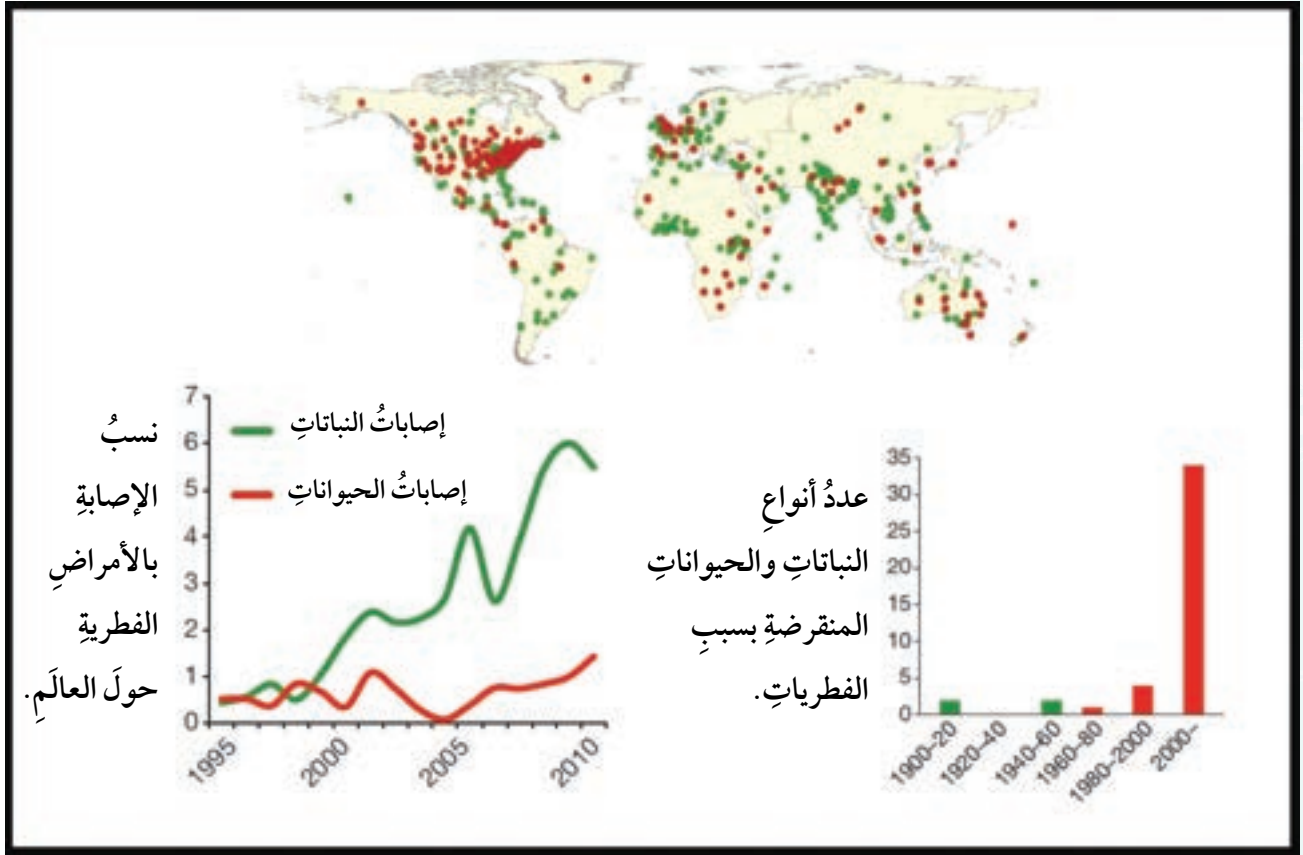 7
6
5
4
3
2
1
0
إصاباتُ النباتاتِ
إصاباتُ الحيواناتِ
نسبُ
الإصابةِ
بالأمراضِ
الفطريةِ
حولَ العالَمِ.
1995
2000
2005
2010
عددُ أنواعِ
النباتاتِ والحيواناتِ
المنقرضةِ بسببِ
الفطرياتِ.
35
30
25
20
15
10
5
0
1900–20
1920–40
1940–60
1960–80
1980–2000
2000–